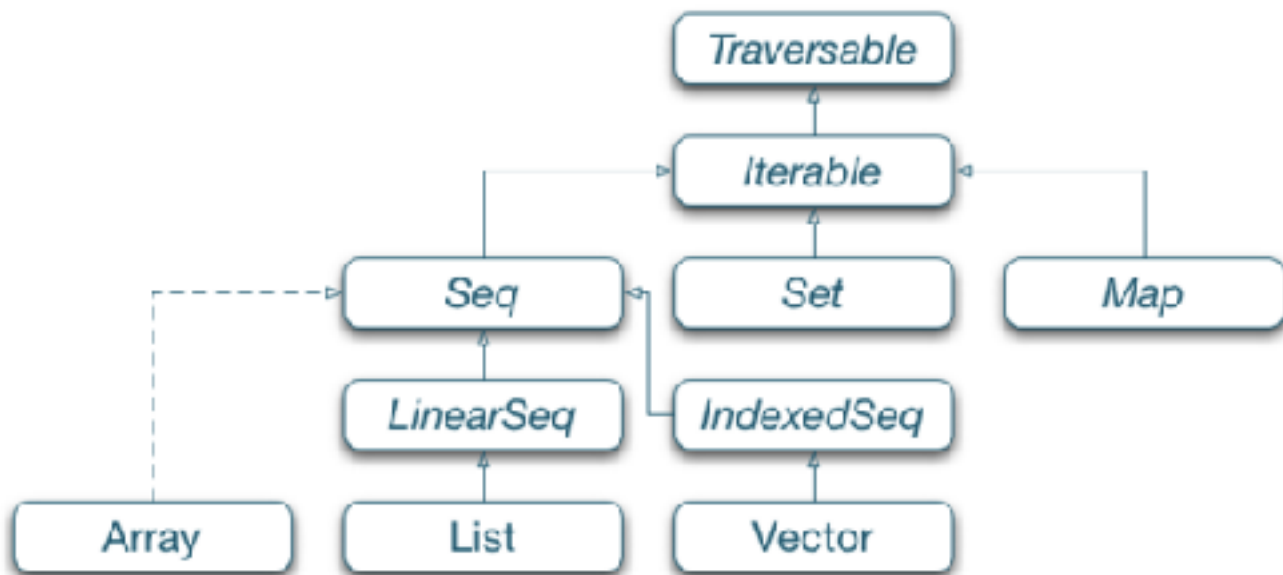 Traversable
Iterable
Seq
Set
Map
LinearSeq
IndexedSeq
Array
List
Vector